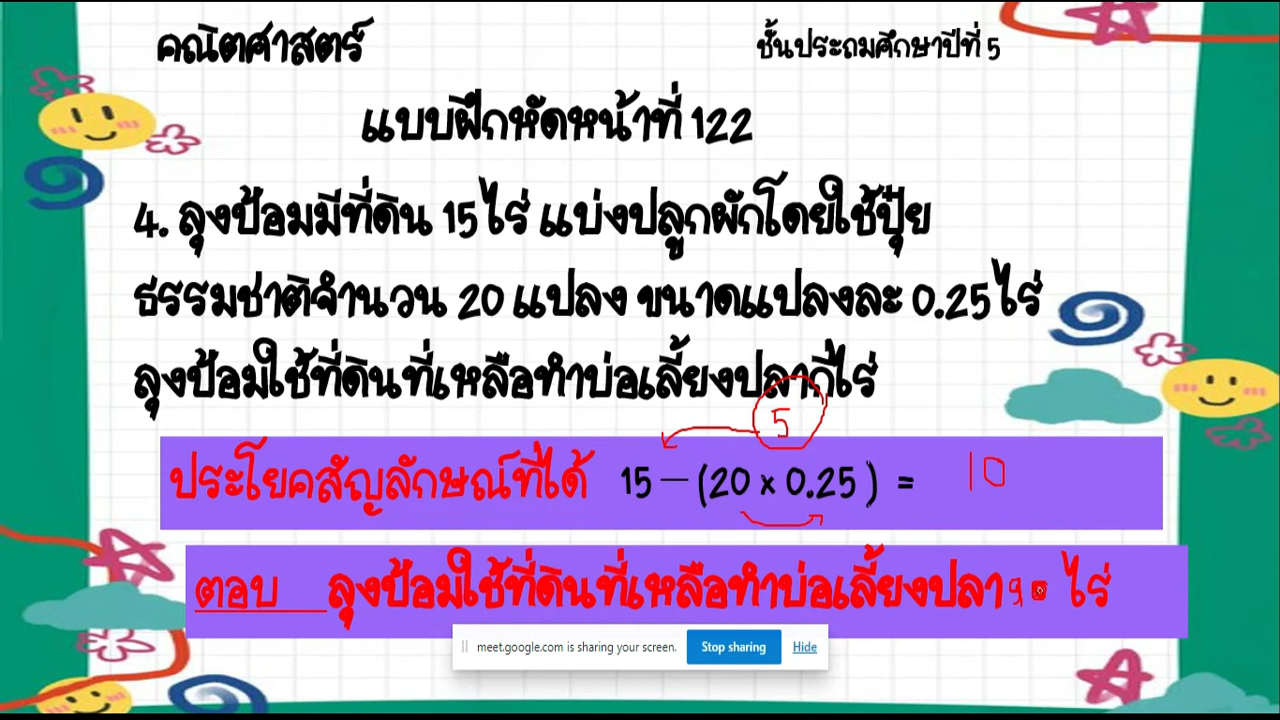 คณิตศาสตร์
ชั้นประถมศึกษาปีที่ 5
แบบฝึกหัดหน้าที่ 122
4. ลุงป้อมมีที่ดิน 15ไร่ แบ่งปลูกผักโดยใช้ปุ๋ย
ธรรมชาติจำนวน 20 แปลง ขนาดแปลงละ 0.25ไร่
ลุงป้อมใช้ที่ดินที่เหลือทำบ่อเลี้ยงปลากี่ไร่
5
ประโยคสัญลักษณ์ที่ได้ 15 - (20 x 0.25) = 10
ตอบ ลุงป้อมใช้ที่ดินที่เหลือทำบ่อเลี้ยงปลา ไร่
meet.google.com is sharing your screen. Stop sharing Hide